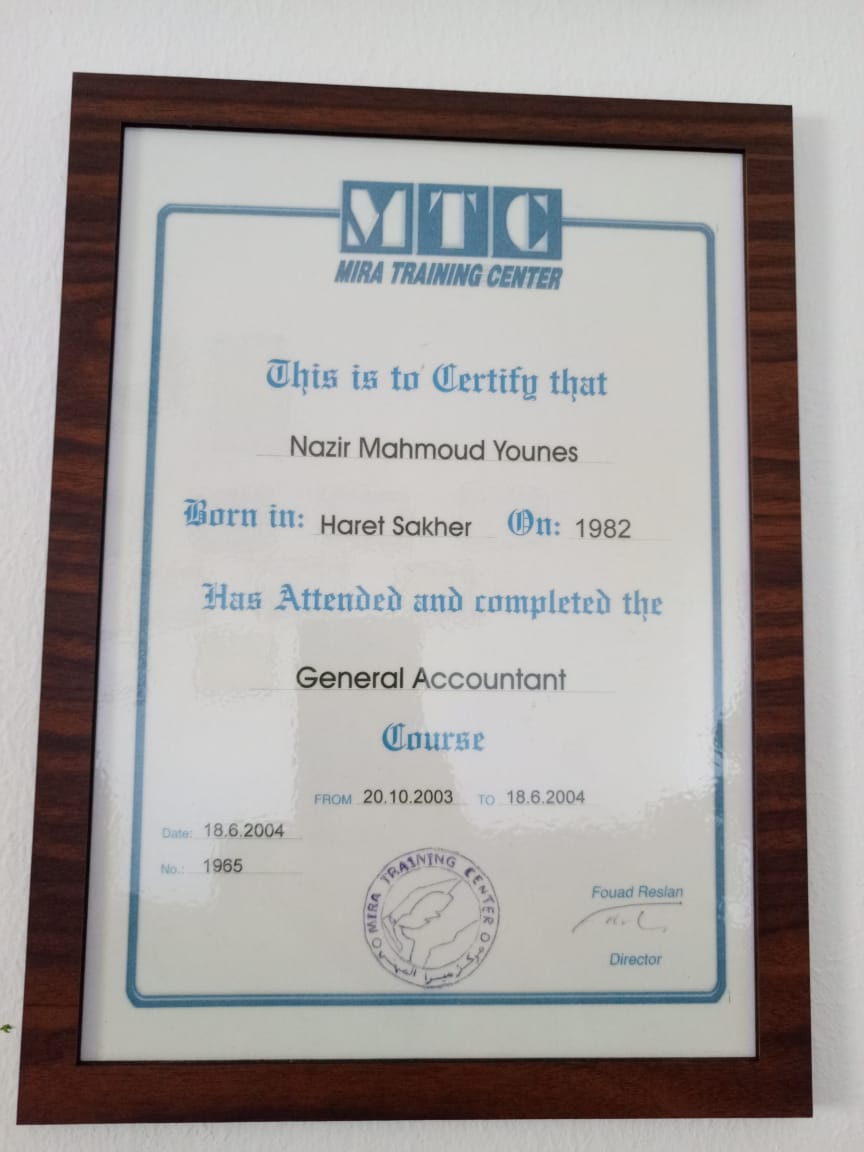 MTC
MIRA TRAINING CENTER
This is to Certify that
Nazir Mahmoud Younes
Born in: Haret Sakher On: 1982
Has Attended and completed the
General Accountant
Course
FROM 20.10.2003 TO 18.6.2004
Date: 18.6.2004
No.: 1965
MIRA TRAINING CENTER
مركز ميرا المهني
Fouad Reslan
Director